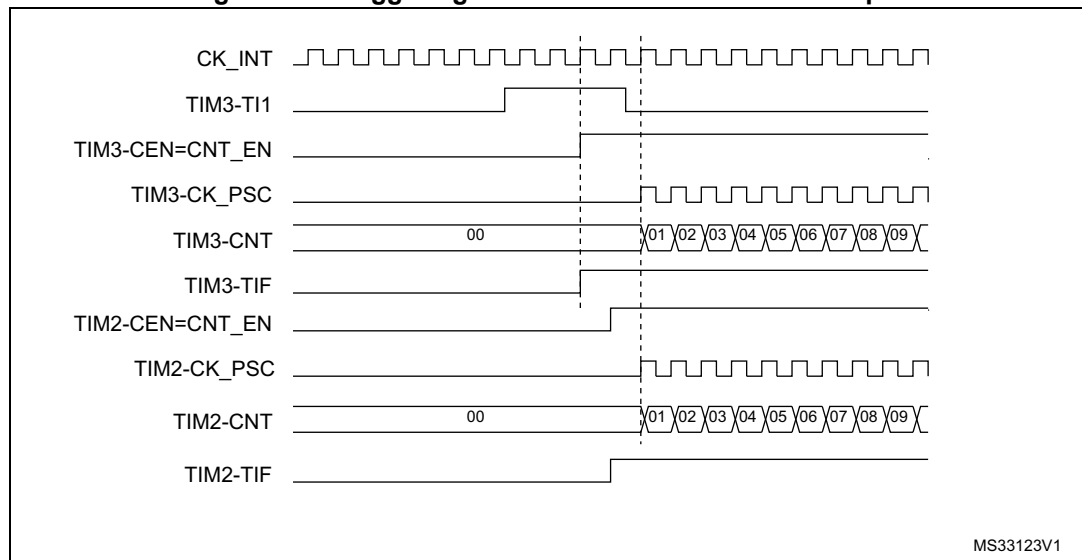 CK_INT
TIM3-TI1
TIM3-CEN=CNT_EN
TIM3-CK_PSC
TIM3-CNT 00 01 02 03 04 05 06 07 08 09
TIM3-TIF
TIM2-CEN=CNT_EN
TIM2-CK_PSC
TIM2-CNT 00 01 02 03 04 05 06 07 08 09
TIM2-TIF
MS33123V1